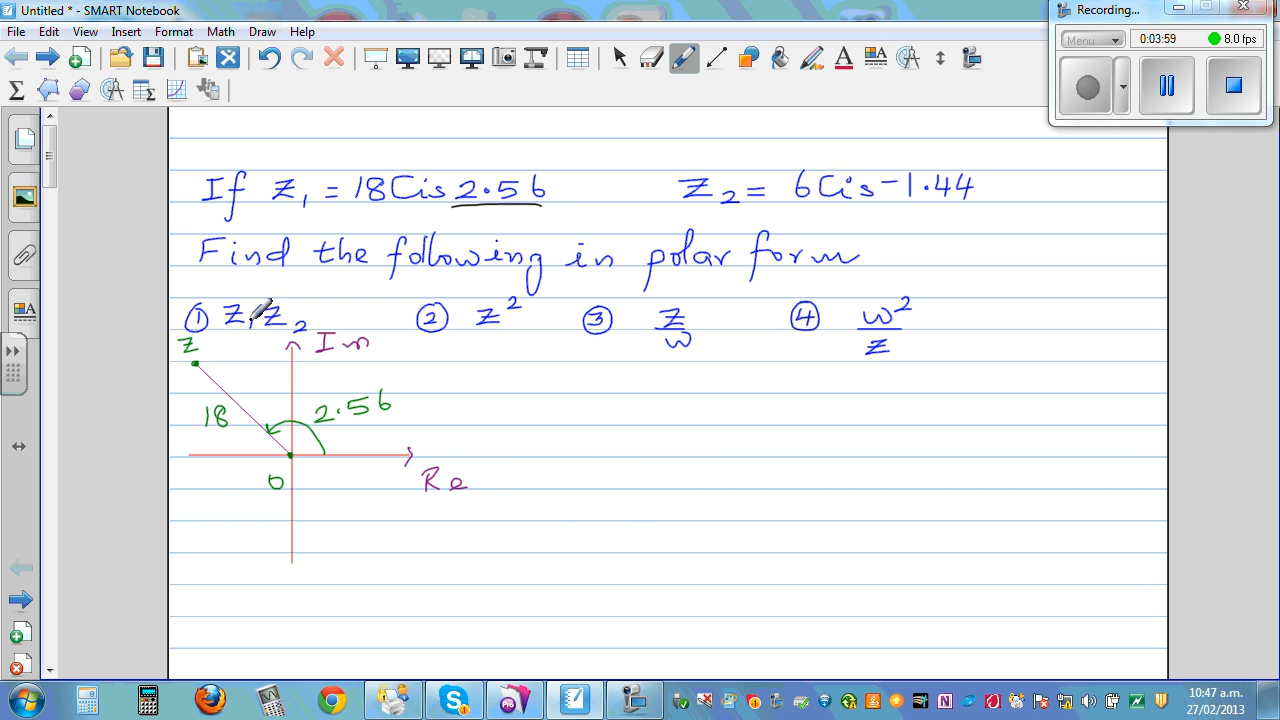 Untitled * - SMART Notebook
File Edit View Insert Format Math Draw Help
Recording...
Menu 0:03:59 8.0 fps
If Z₁ = 18Cis 2.56 Z₂ = 6Cis-1.44
Find the following in polar form
① Z₁Z₂ ② Z² ③ Z/W ④ W²/Z
Z Im
18 2.56
0 Re
10:47 a.m.
27/02/2013